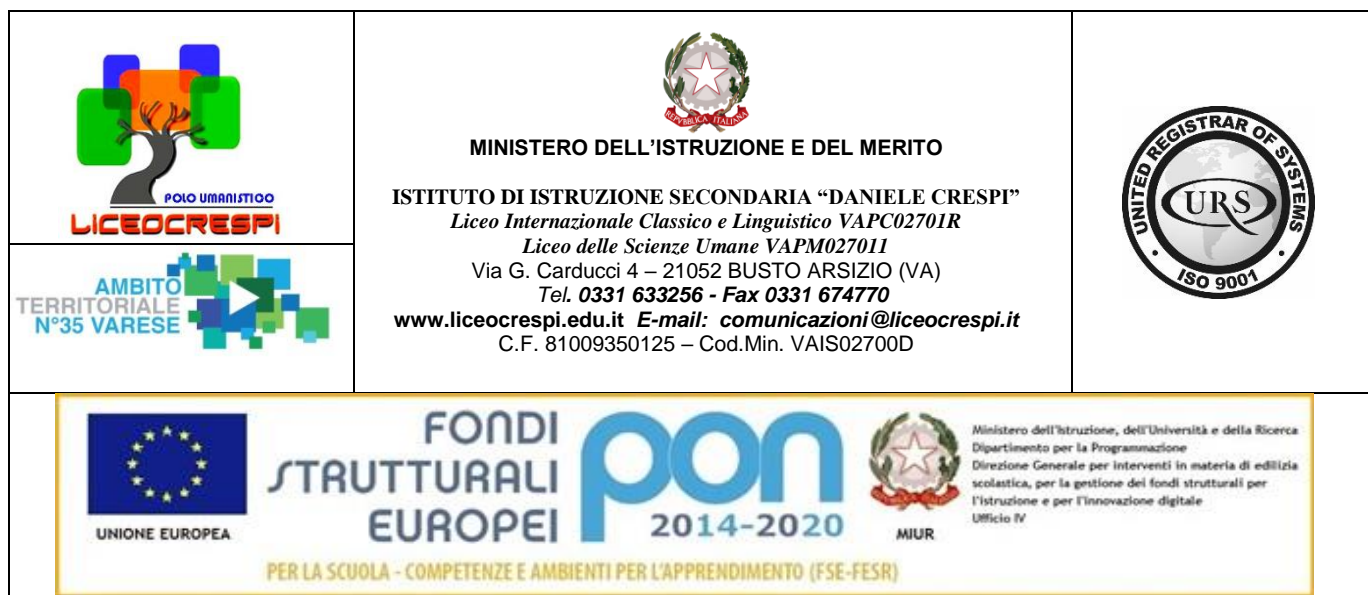 POLO UMANISTICO
LICEOCRESPI
AMBITO
TERRITORIALE
N°35 VARESE
REPVBBLICA ITALIANA
MINISTERO DELL’ISTRUZIONE E DEL MERITO
ISTITUTO DI ISTRUZIONE SECONDARIA “DANIELE CRESPI”
Liceo Internazionale Classico e Linguistico VAPC02701R
Liceo delle Scienze Umane VAPM027011
Via G. Carducci 4 – 21052 BUSTO ARSIZIO (VA)
Tel. 0331 633256 - Fax 0331 674770
www.liceocrespi.edu.it E-mail: comunicazioni@liceocrespi.it
C.F. 81009350125 – Cod.Min. VAIS02700D
UNITED REGISTRAR OF SYSTEMS
URS
· ISO 9001 ·
UNIONE EUROPEA
FONDI
STRUTTURALI
EUROPEI
pon
2014-2020
MIUR
Ministero dell'Istruzione, dell'Università e della Ricerca
Dipartimento per la Programmazione
Direzione Generale per interventi in materia di edilizia
scolastica, per la gestione dei fondi strutturali per
l'istruzione e per l'innovazione digitale
Ufficio IV
PER LA SCUOLA - COMPETENZE E AMBIENTI PER L'APPRENDIMENTO (FSE-FESR)